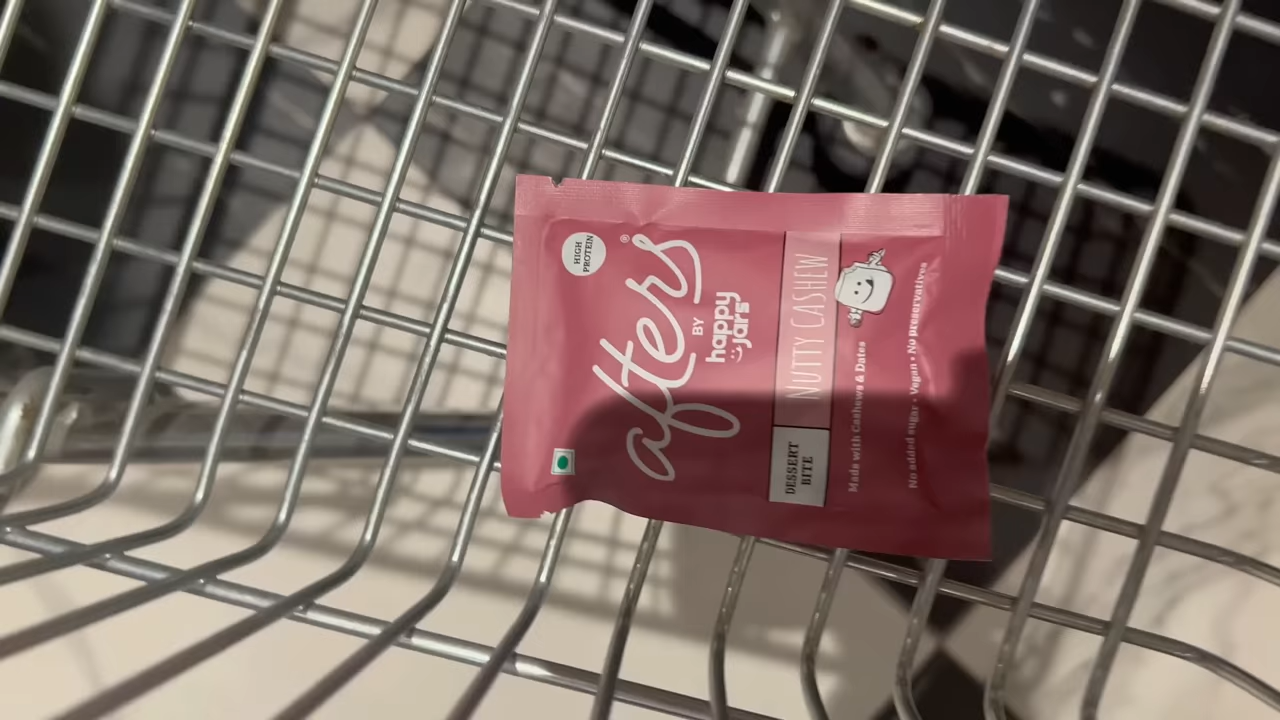 HIGH
PROTEIN
afters®
BY
happy
jars
NUTTY CASHEW
DESSERT
BITE
Made with Cashews & Dates
No added sugar • Vegan • No preservatives